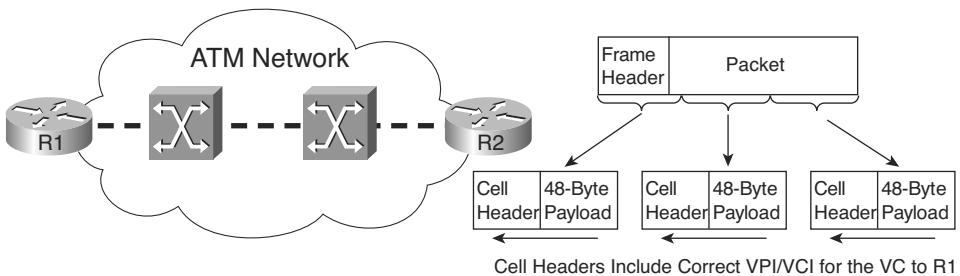 ATM Network
R1
R2
Frame
Header
Packet
Cell
Header
48-Byte
Payload
Cell
Header
48-Byte
Payload
Cell
Header
48-Byte
Payload
Cell Headers Include Correct VPI/VCI for the VC to R1